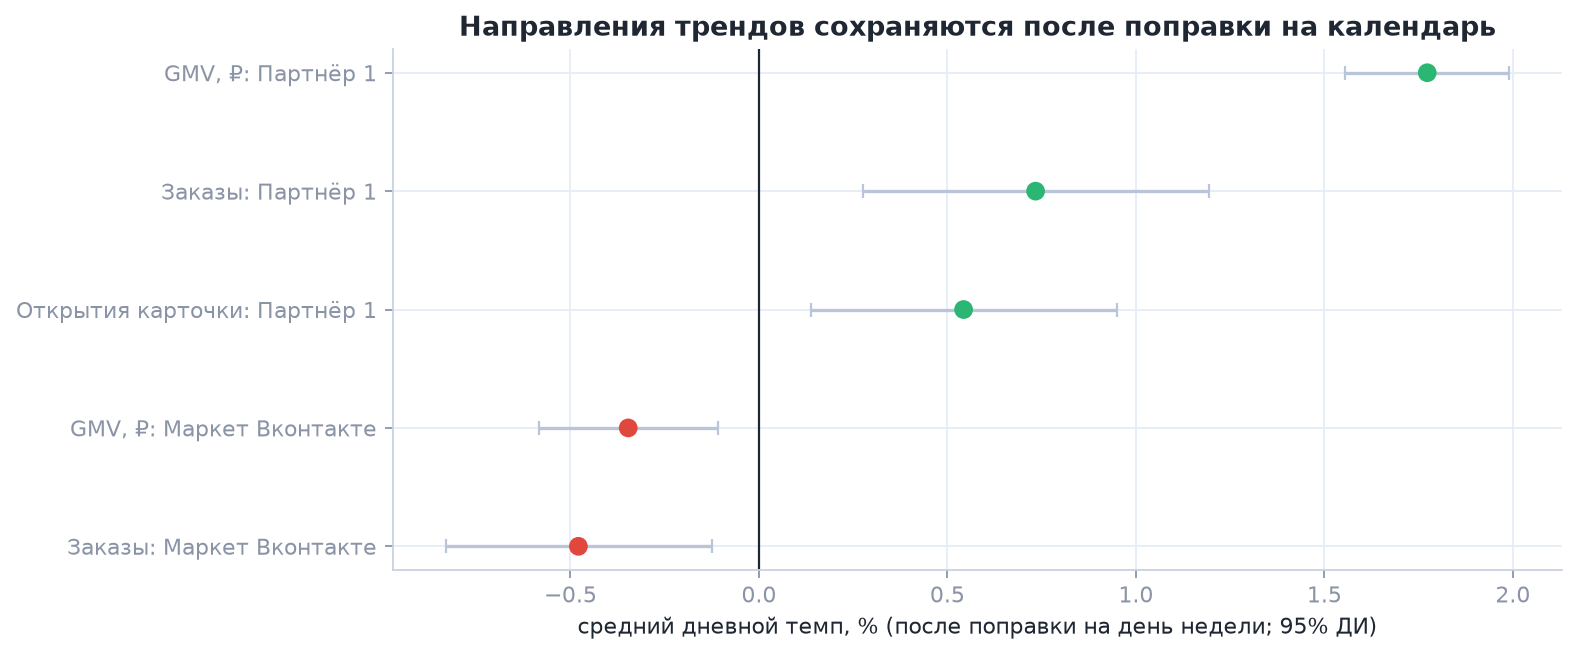 Направления трендов сохраняются после поправки на календарь
GMV, ₽: Партнёр 1
Заказы: Партнёр 1
Открытия карточки: Партнёр 1
GMV, ₽: Маркет Вконтакте
Заказы: Маркет Вконтакте
−0.5 0.0 0.5 1.0 1.5 2.0
средний дневной темп, % (после поправки на день недели; 95% ДИ)